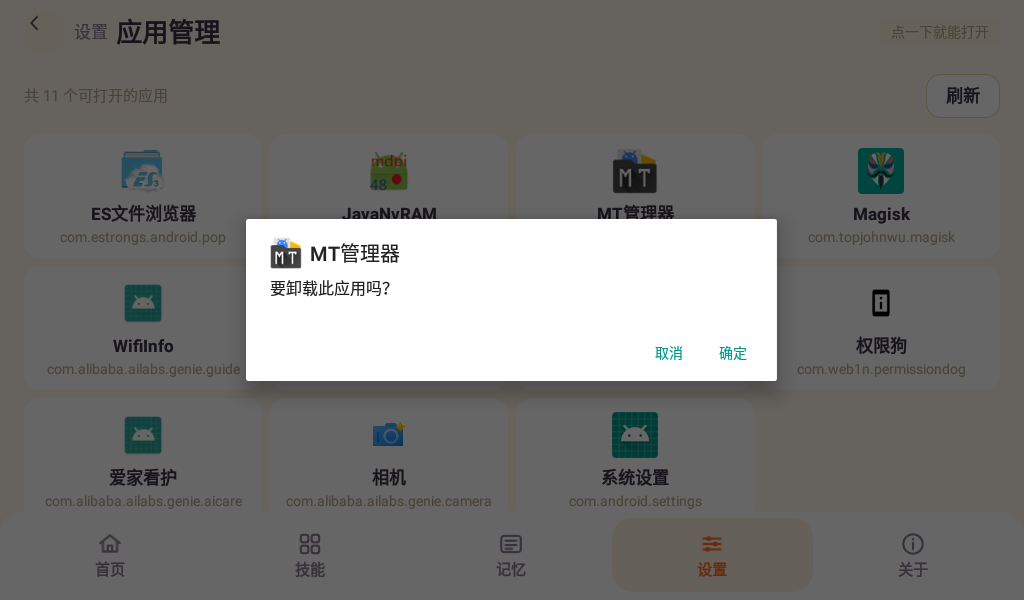 设置 应用管理
点一下就能打开
共 11 个可打开的应用
刷新
ES文件浏览器
com.estrongs.android.pop
mdni
48
JavaNvRAM
MT
MT管理器
Magisk
com.topjohnwu.magisk
MT管理器
要卸载此应用吗?
取消
确定
WifiInfo
com.alibaba.ailabs.genie.guide
权限狗
com.web1n.permissiondog
爱家看护
com.alibaba.ailabs.genie.aicare
相机
com.alibaba.ailabs.genie.camera
系统设置
com.android.settings
首页
技能
记忆
设置
关于